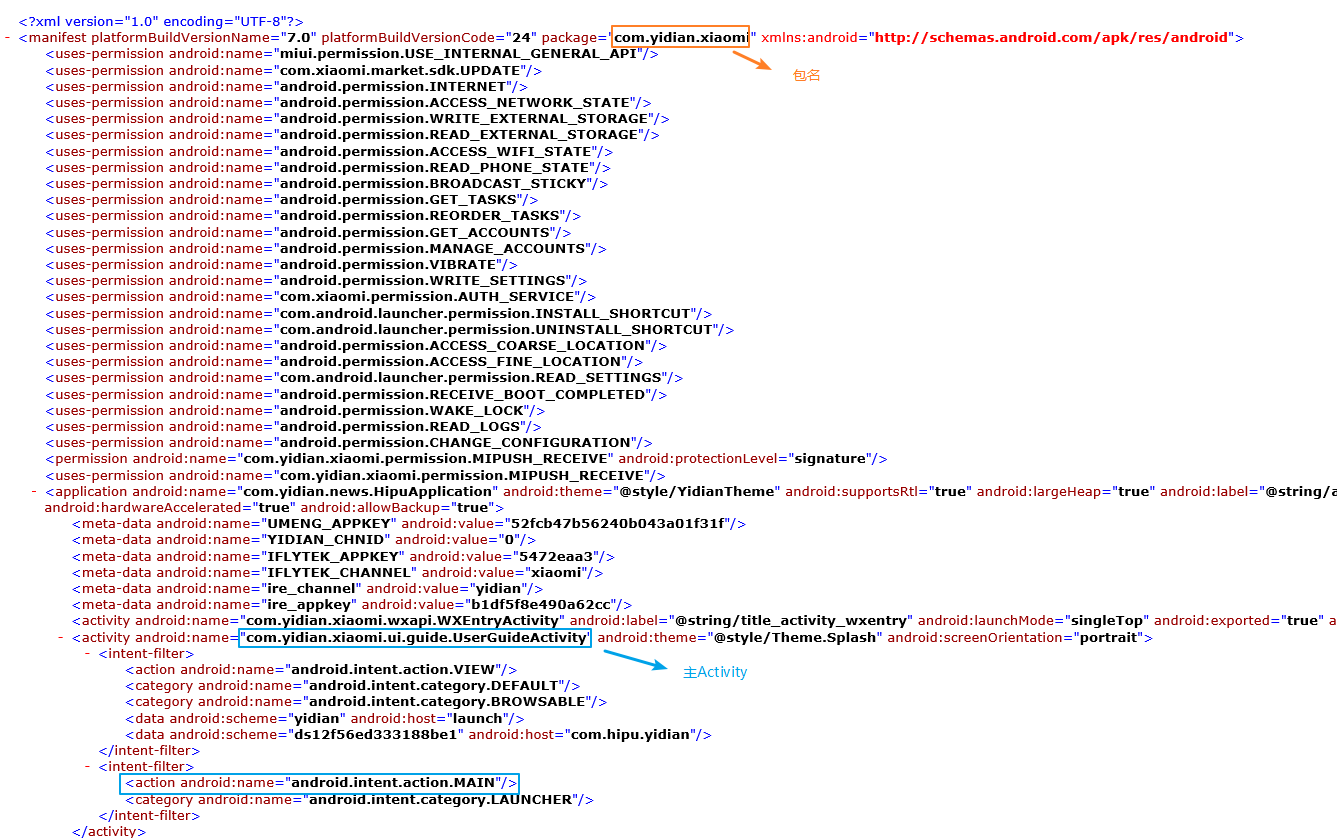 <?xml version="1.0" encoding="UTF-8"?>
- <manifest platformBuildVersionName="7.0" platformBuildVersionCode="24" package="com.yidian.xiaomi" xmlns:android="http://schemas.android.com/apk/res/android">
<uses-permission android:name="miui.permission.USE_INTERNAL_GENERAL_API"/>
<uses-permission android:name="com.xiaomi.market.sdk.UPDATE"/>
包名
<uses-permission android:name="android.permission.INTERNET"/>
<uses-permission android:name="android.permission.ACCESS_NETWORK_STATE"/>
<uses-permission android:name="android.permission.WRITE_EXTERNAL_STORAGE"/>
<uses-permission android:name="android.permission.READ_EXTERNAL_STORAGE"/>
<uses-permission android:name="android.permission.ACCESS_WIFI_STATE"/>
<uses-permission android:name="android.permission.READ_PHONE_STATE"/>
<uses-permission android:name="android.permission.BROADCAST_STICKY"/>
<uses-permission android:name="android.permission.GET_TASKS"/>
<uses-permission android:name="android.permission.REORDER_TASKS"/>
<uses-permission android:name="android.permission.GET_ACCOUNTS"/>
<uses-permission android:name="android.permission.MANAGE_ACCOUNTS"/>
<uses-permission android:name="android.permission.VIBRATE"/>
<uses-permission android:name="android.permission.WRITE_SETTINGS"/>
<uses-permission android:name="com.xiaomi.permission.AUTH_SERVICE"/>
<uses-permission android:name="com.android.launcher.permission.INSTALL_SHORTCUT"/>
<uses-permission android:name="com.android.launcher.permission.UNINSTALL_SHORTCUT"/>
<uses-permission android:name="android.permission.ACCESS_COARSE_LOCATION"/>
<uses-permission android:name="android.permission.ACCESS_FINE_LOCATION"/>
<uses-permission android:name="com.android.launcher.permission.READ_SETTINGS"/>
<uses-permission android:name="android.permission.RECEIVE_BOOT_COMPLETED"/>
<uses-permission android:name="android.permission.WAKE_LOCK"/>
<uses-permission android:name="android.permission.READ_LOGS"/>
<uses-permission android:name="android.permission.CHANGE_CONFIGURATION"/>
<permission android:name="com.yidian.xiaomi.permission.MIPUSH_RECEIVE" android:protectionLevel="signature"/>
<uses-permission android:name="com.yidian.xiaomi.permission.MIPUSH_RECEIVE"/>
- <application android:name="com.yidian.news.HipuApplication" android:theme="@style/YidianTheme" android:supportsRtl="true" android:largeHeap="true" android:label="@string/a
android:hardwareAccelerated="true" android:allowBackup="true">
<meta-data android:name="UMENG_APPKEY" android:value="52fcb47b56240b043a01f31f"/>
<meta-data android:name="YIDIAN_CHNID" android:value="0"/>
<meta-data android:name="IFLYTEK_APPKEY" android:value="5472eaa3"/>
<meta-data android:name="IFLYTEK_CHANNEL" android:value="xiaomi"/>
<meta-data android:name="ire_channel" android:value="yidian"/>
<meta-data android:name="ire_appkey" android:value="b1df5f8e490a62cc"/>
<activity android:name="com.yidian.xiaomi.wxapi.WXEntryActivity" android:label="@string/title_activity_wxentry" android:launchMode="singleTop" android:exported="true" a
- <activity android:name="com.yidian.xiaomi.ui.guide.UserGuideActivity" android:theme="@style/Theme.Splash" android:screenOrientation="portrait">
- <intent-filter>
<action android:name="android.intent.action.VIEW"/>
主Activity
<category android:name="android.intent.category.DEFAULT"/>
<category android:name="android.intent.category.BROWSABLE"/>
<data android:scheme="yidian" android:host="launch"/>
<data android:scheme="ds12f56ed333188be1" android:host="com.hipu.yidian"/>
</intent-filter>
- <intent-filter>
<action android:name="android.intent.action.MAIN"/>
<category android:name="android.intent.category.LAUNCHER"/>
</intent-filter>
</activity>